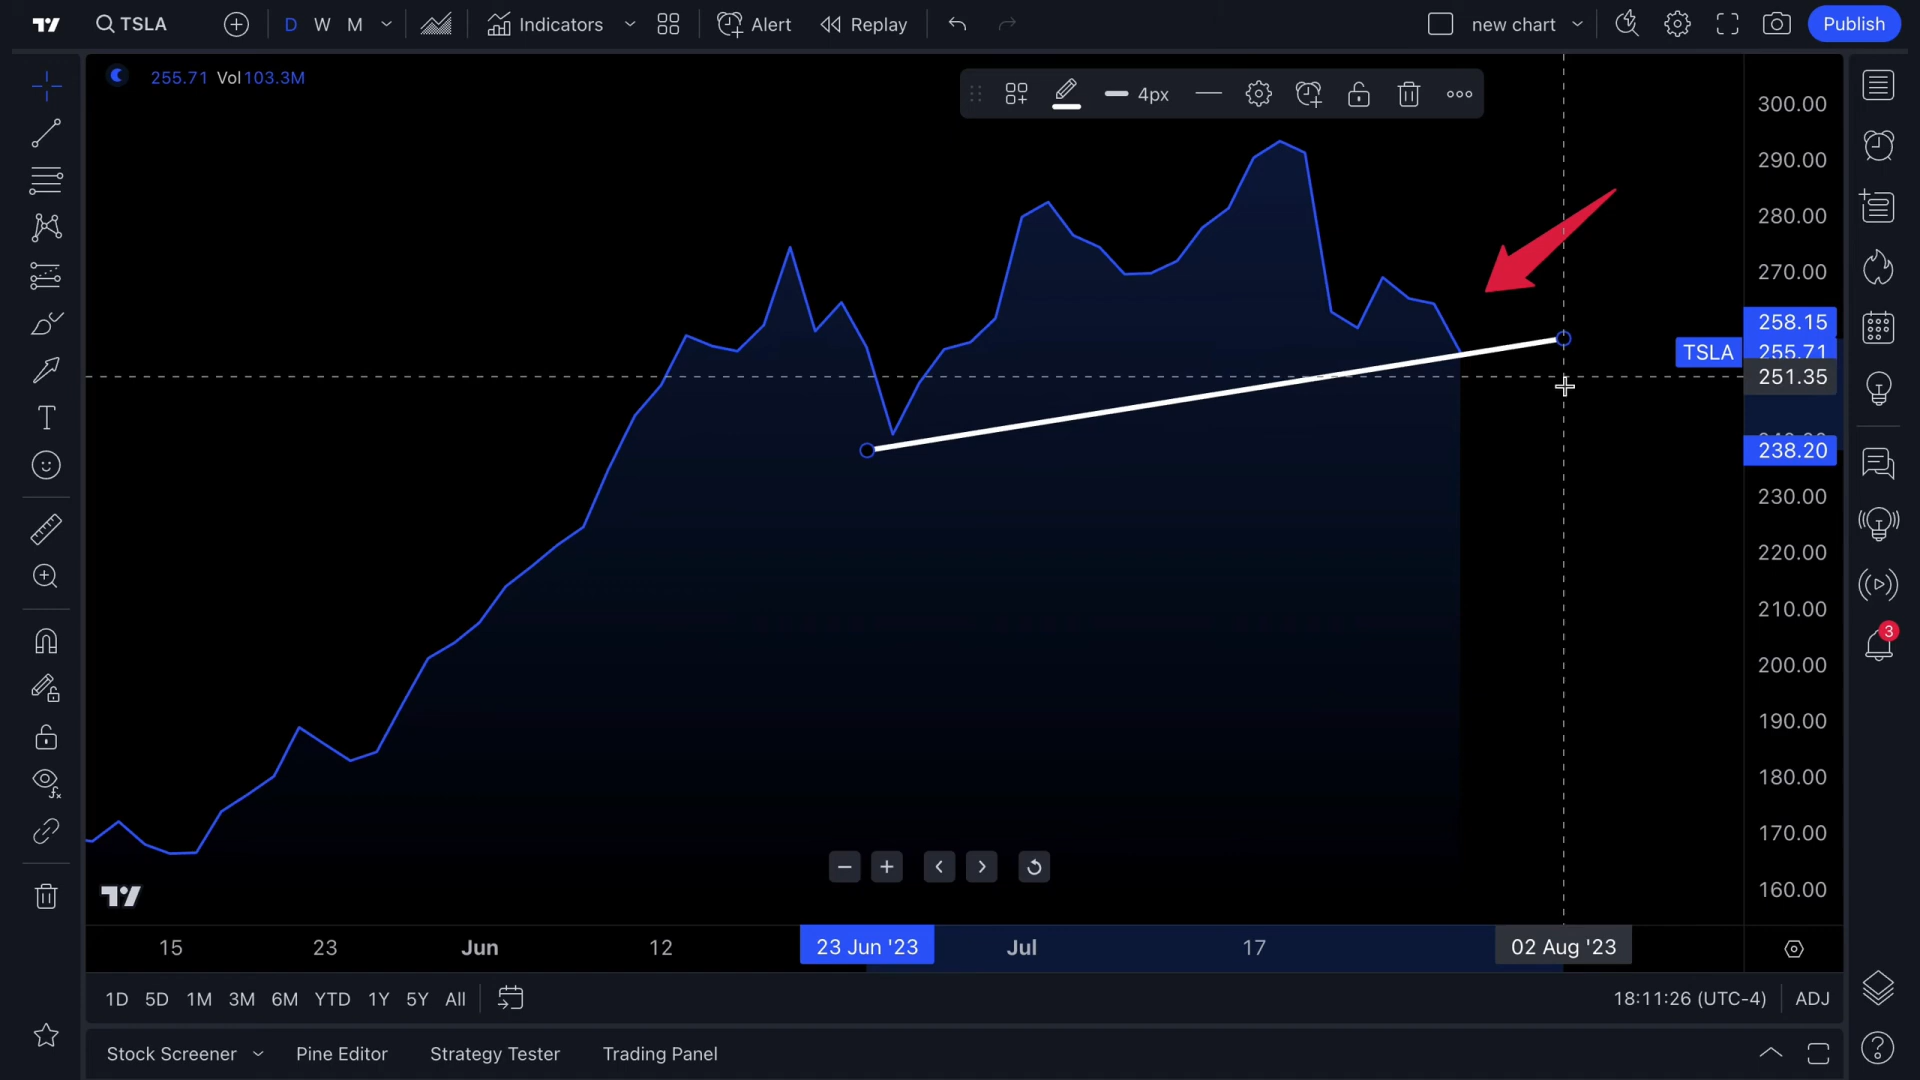 TSLA D W M Indicators Alert Replay new chart Publish
255.71 Vol 103.3M
4px
300.00
290.00
280.00
270.00
258.15
TSLA 255.71
251.35
238.20
230.00
220.00
210.00
200.00
190.00
180.00
170.00
160.00
3
15 23 Jun 12 23 Jun '23 Jul 17 02 Aug '23
1D 5D 1M 3M 6M YTD 1Y 5Y All 18:11:26 (UTC-4) ADJ
Stock Screener Pine Editor Strategy Tester Trading Panel